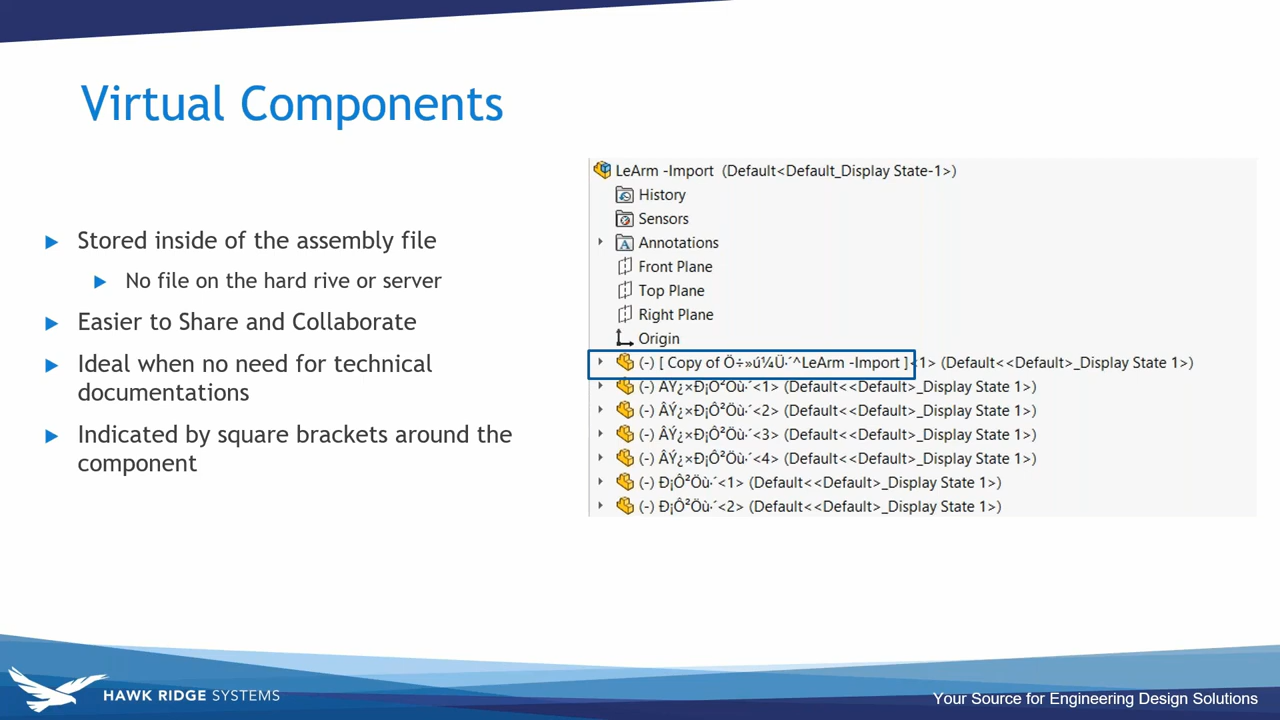 Virtual Components
Stored inside of the assembly file
No file on the hard rive or server
Easier to Share and Collaborate
Ideal when no need for technical
documentations
Indicated by square brackets around the
component
LeArm -Import (Default<Default_Display State-1>)
History
Sensors
Annotations
Front Plane
Top Plane
Right Plane
Origin
(-) [ Copy of Ö÷»ú¼Ü·´^LeArm -Import ]<1> (Default<<Default>_Display State 1>)
(-) ÂÝ¿×Ð¡Ô²Öù·´<1> (Default<<Default>_Display State 1>)
(-) ÂÝ¿×Ð¡Ô²Öù·´<2> (Default<<Default>_Display State 1>)
(-) ÂÝ¿×Ð¡Ô²Öù·´<3> (Default<<Default>_Display State 1>)
(-) ÂÝ¿×Ð¡Ô²Öù·´<4> (Default<<Default>_Display State 1>)
(-) Ð¡Ô²Öù·´<1> (Default<<Default>_Display State 1>)
(-) Ð¡Ô²Öù·´<2> (Default<<Default>_Display State 1>)
HAWK RIDGE SYSTEMS
Your Source for Engineering Design Solutions